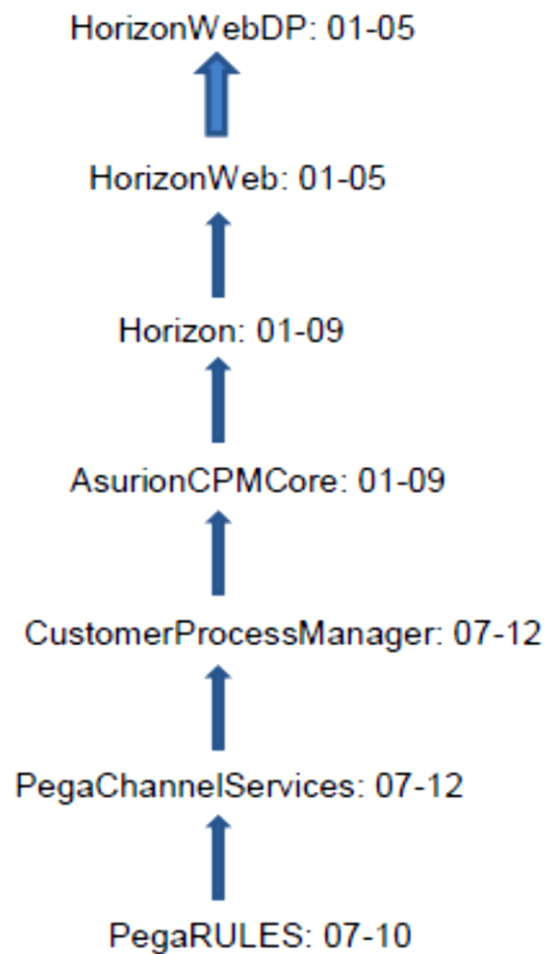 HorizonWebDP: 01-05
HorizonWeb: 01-05
Horizon: 01-09
AsurionCPMCore: 01-09
CustomerProcessManager: 07-12
PegaChannelServices: 07-12
PegaRULES: 07-10